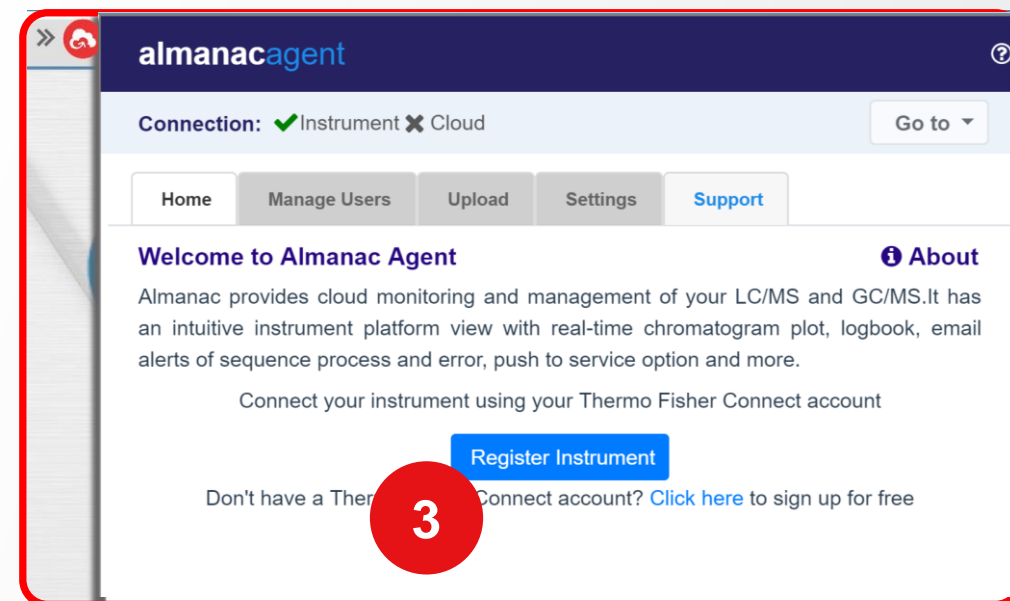 almanacagent
Connection: Instrument Cloud
Go to
Home Manage Users Upload Settings Support
Welcome to Almanac Agent
About
Almanac provides cloud monitoring and management of your LC/MS and GC/MS.It has
an intuitive instrument platform view with real-time chromatogram plot, logbook, email
alerts of sequence process and error, push to service option and more.
Connect your instrument using your Thermo Fisher Connect account
Register Instrument
Don't have a Connect account? Click here to sign up for free
3